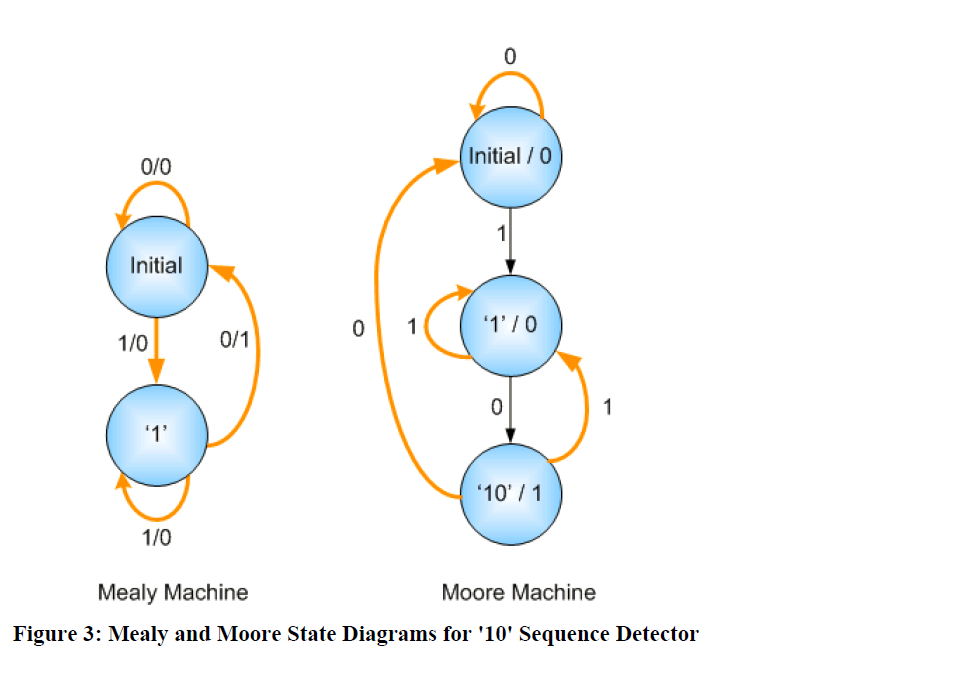 0
Initial / 0
0/0
1
Initial
1/0
0/1
0
1
'1' / 0
'1'
0
1
'10' / 1
1/0
Mealy Machine
Moore Machine
Figure 3: Mealy and Moore State Diagrams for '10' Sequence Detector